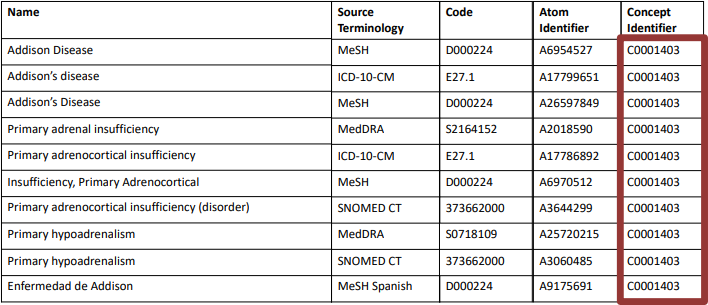 Name Source Terminology Code Atom Identifier Concept Identifier
Addison Disease MeSH D000224 A6954527 C0001403
Addison’s disease ICD-10-CM E27.1 A17799651 C0001403
Addison’s Disease MeSH D000224 A26597849 C0001403
Primary adrenal insufficiency MedDRA S2164152 A2018590 C0001403
Primary adrenocortical insufficiency ICD-10-CM E27.1 A17786892 C0001403
Insufficiency, Primary Adrenocortical MeSH D000224 A6970512 C0001403
Primary adrenocortical insufficiency (disorder) SNOMED CT 373662000 A3644299 C0001403
Primary hypoadrenalism MedDRA S0718109 A25720215 C0001403
Primary hypoadrenalism SNOMED CT 373662000 A3060485 C0001403
Enfermedad de Addison MeSH Spanish D000224 A9175691 C0001403